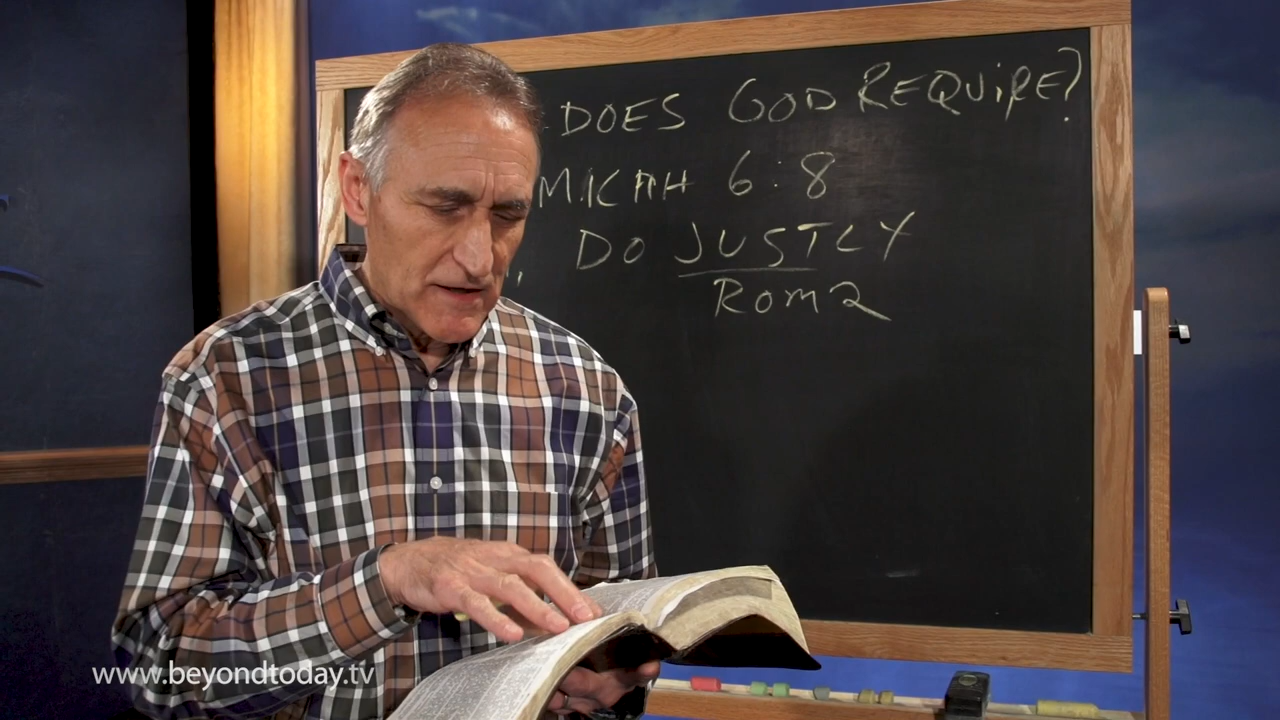 DOES GOD REQUIRE?
MICAH 6:8
DO JUSTLY
ROM 2
www.beyondtoday.tv